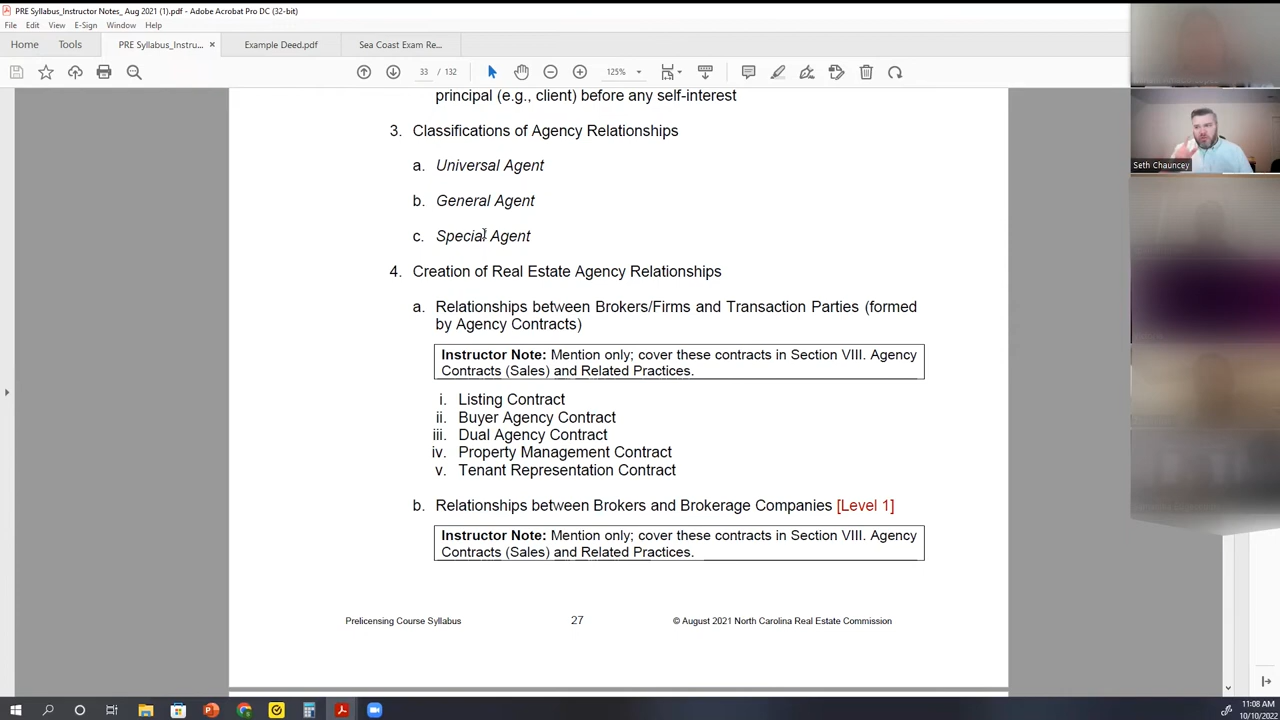 PRE Syllabus_Instructor Notes_ Aug 2021 (1).pdf - Adobe Acrobat Pro DC (32-bit)
File Edit View E-Sign Window Help
Home Tools PRE Syllabus_Instru... × Example Deed.pdf Sea Coast Exam Re...
33 / 132 125%
principal (e.g., client) before any self-interest
3. Classifications of Agency Relationships
a. Universal Agent
b. General Agent
c. Special Agent
4. Creation of Real Estate Agency Relationships
a. Relationships between Brokers/Firms and Transaction Parties (formed
by Agency Contracts)
Instructor Note: Mention only; cover these contracts in Section VIII. Agency
Contracts (Sales) and Related Practices.
i. Listing Contract
ii. Buyer Agency Contract
iii. Dual Agency Contract
iv. Property Management Contract
v. Tenant Representation Contract
b. Relationships between Brokers and Brokerage Companies [Level 1]
Instructor Note: Mention only; cover these contracts in Section VIII. Agency
Contracts (Sales) and Related Practices.
Prelicensing Course Syllabus 27 © August 2021 North Carolina Real Estate Commission
Seth Chauncey
11:08 AM
10/10/2022